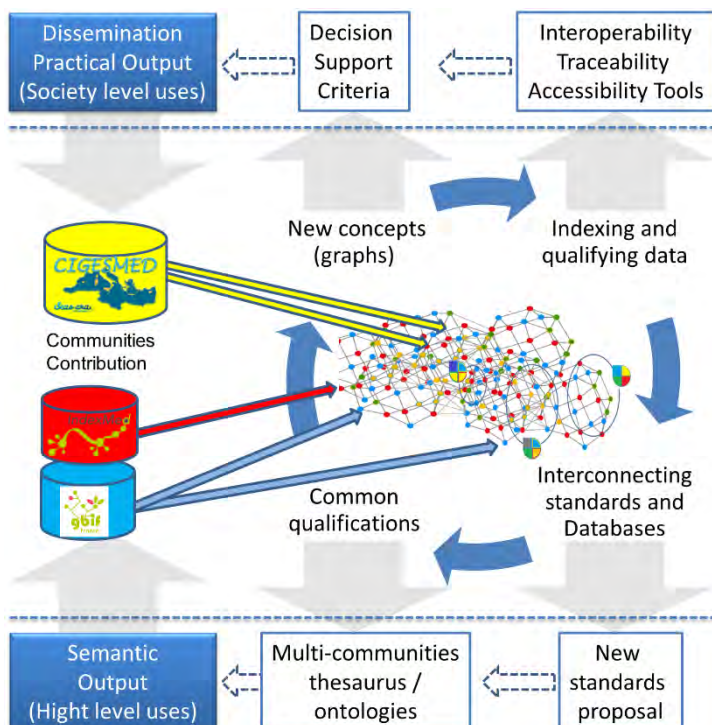 Dissemination
Practical Output
(Society level uses)
Decision
Support
Criteria
Interoperability
Traceability
Accessibility Tools
New concepts
(graphs)
Indexing and
qualifying data
CIGESMED
Communities
Contribution
IndexMed
gbif
Common
qualifications
Interconnecting
standards and
Databases
Semantic
Output
(Hight level uses)
Multi-communities
thesaurus /
ontologies
New
standards
proposal